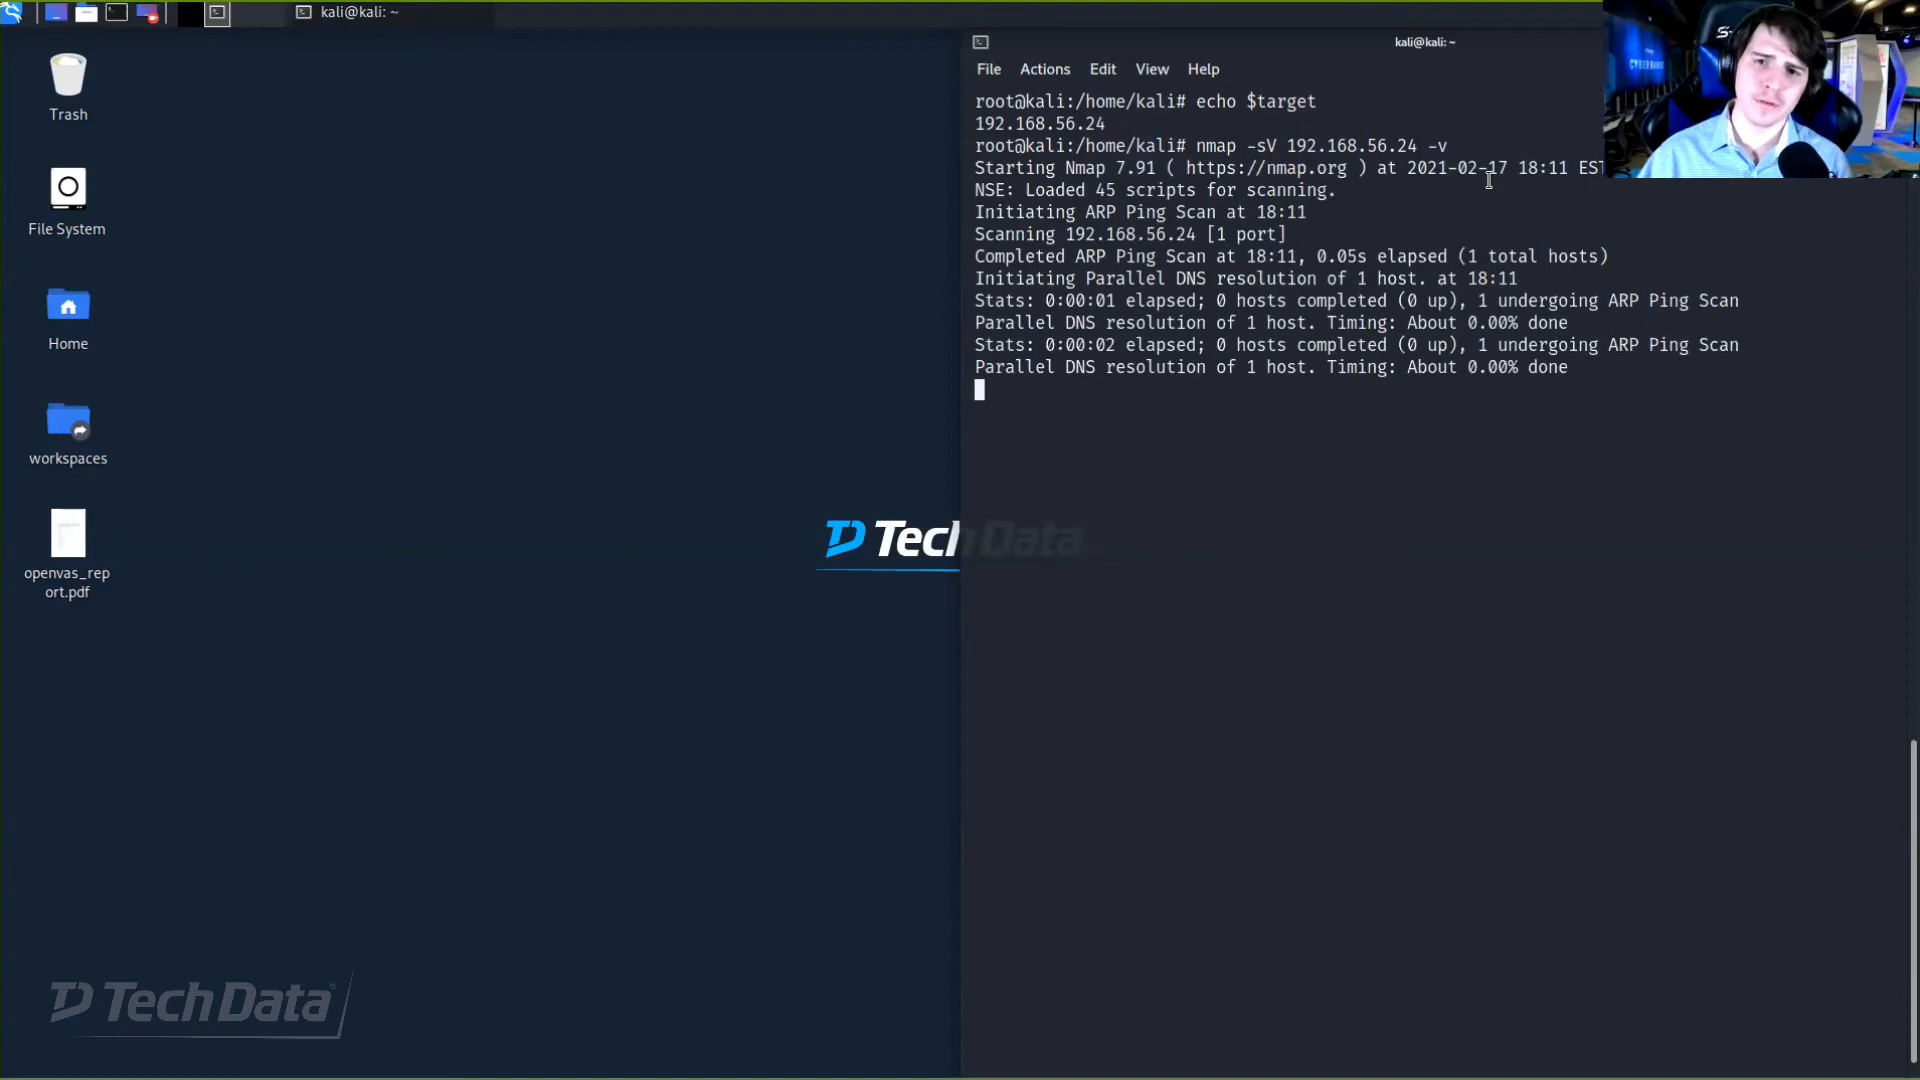 kali@kali: ~
Trash
File System
Home
workspaces
openvas_rep
ort.pdf
Tech Data
Tech Data
kali@kali: ~
File Actions Edit View Help
root@kali:/home/kali# echo $target
192.168.56.24
root@kali:/home/kali# nmap -sV 192.168.56.24 -v
Starting Nmap 7.91 ( https://nmap.org ) at 2021-02-17 18:11 EST
NSE: Loaded 45 scripts for scanning.
Initiating ARP Ping Scan at 18:11
Scanning 192.168.56.24 [1 port]
Completed ARP Ping Scan at 18:11, 0.05s elapsed (1 total hosts)
Initiating Parallel DNS resolution of 1 host. at 18:11
Stats: 0:00:01 elapsed; 0 hosts completed (0 up), 1 undergoing ARP Ping Scan
Parallel DNS resolution of 1 host. Timing: About 0.00% done
Stats: 0:00:02 elapsed; 0 hosts completed (0 up), 1 undergoing ARP Ping Scan
Parallel DNS resolution of 1 host. Timing: About 0.00% done